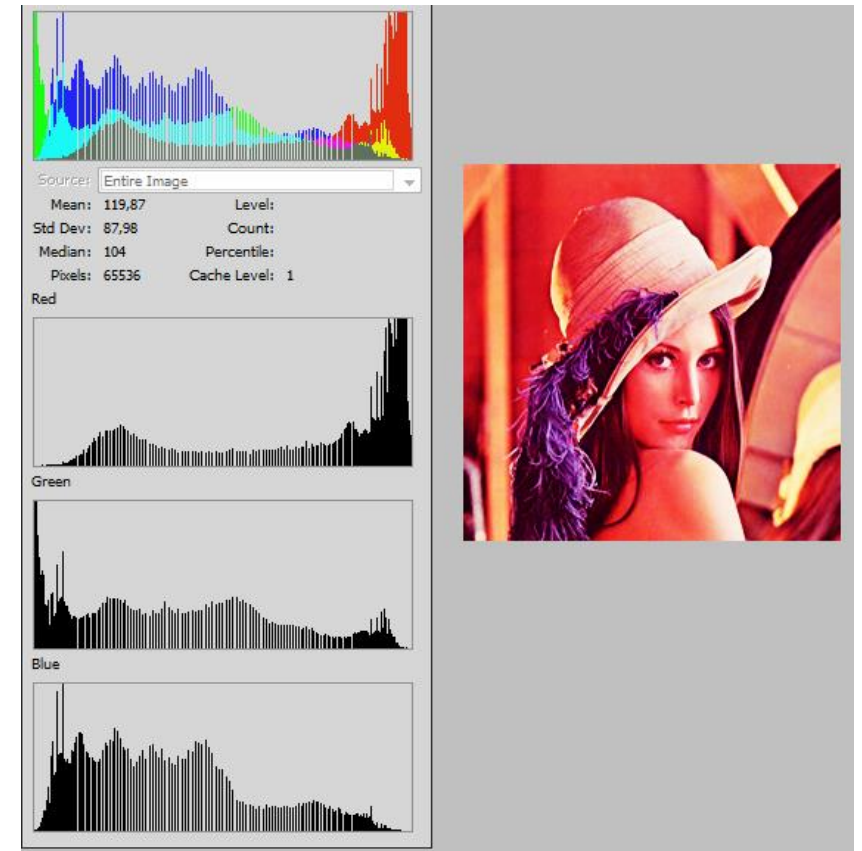 Source: Entire Image
Mean: 119,87 Level:
Std Dev: 87,98 Count:
Median: 104 Percentile:
Pixels: 65536 Cache Level: 1
Red
Green
Blue